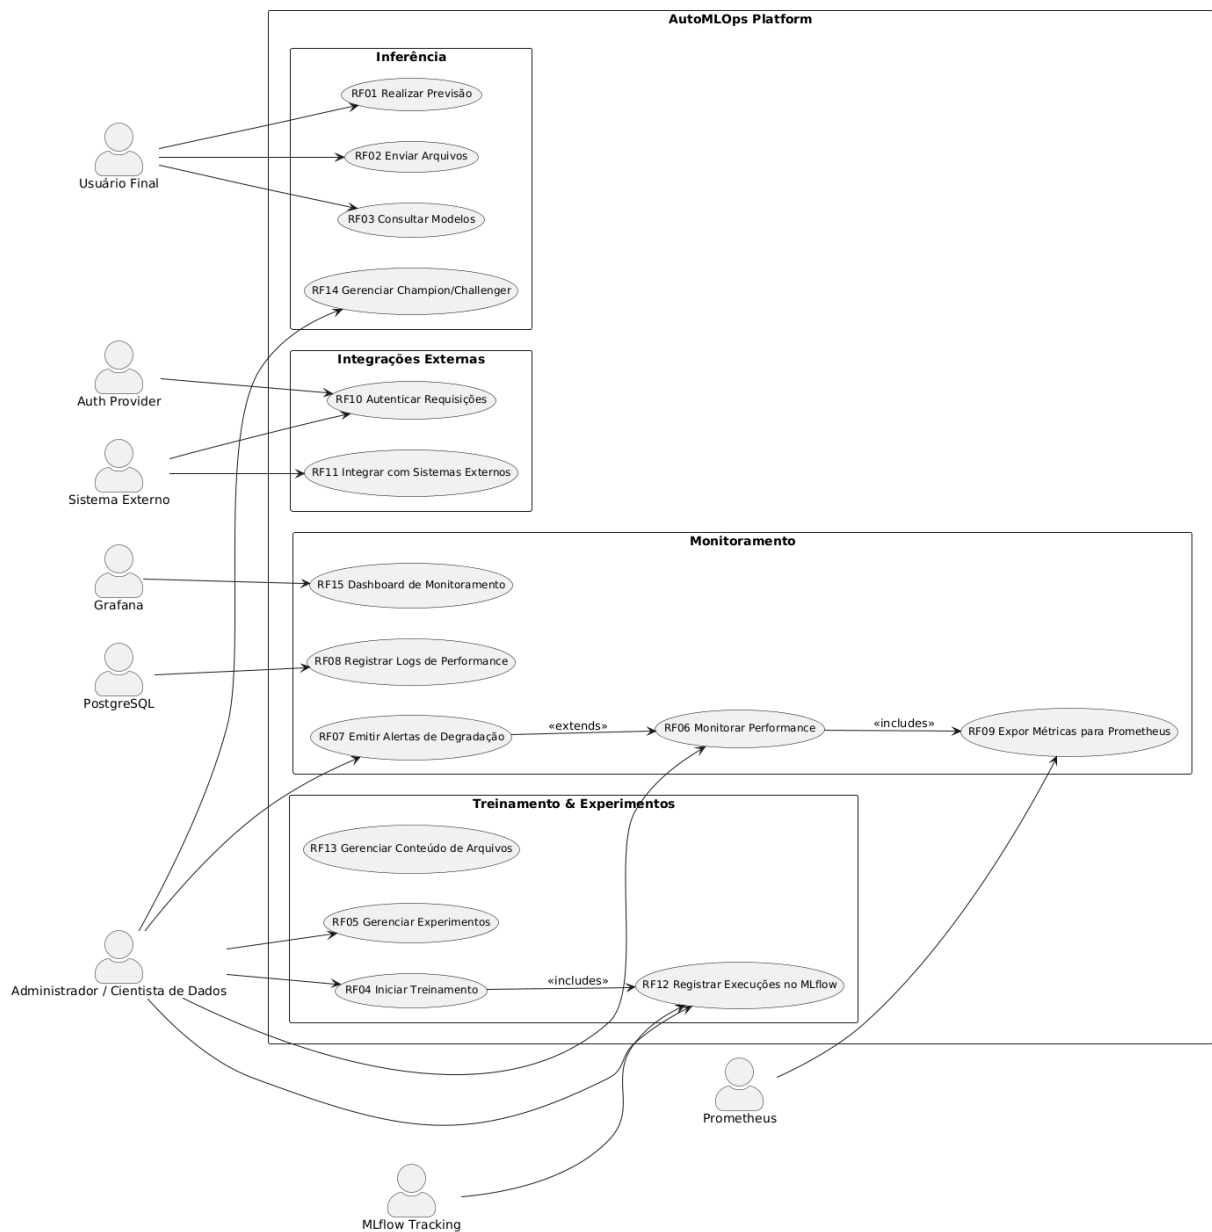 AutoMLOps Platform
Inferência
RF01 Realizar Previsão
RF02 Enviar Arquivos
Usuário Final
RF03 Consultar Modelos
RF14 Gerenciar Champion/Challenger
Integrações Externas
Auth Provider
RF10 Autenticar Requisições
RF11 Integrar com Sistemas Externos
Sistema Externo
Monitoramento
RF15 Dashboard de Monitoramento
Grafana
RF08 Registrar Logs de Performance
PostgreSQL
RF07 Emitir Alertas de Degradação
«extends»
RF06 Monitorar Performance
«includes»
RF09 Expor Métricas para Prometheus
Treinamento & Experimentos
RF13 Gerenciar Conteúdo de Arquivos
RF05 Gerenciar Experimentos
Administrador / Cientista de Dados
RF04 Iniciar Treinamento
«includes»
RF12 Registrar Execuções no MLflow
Prometheus
MLflow Tracking